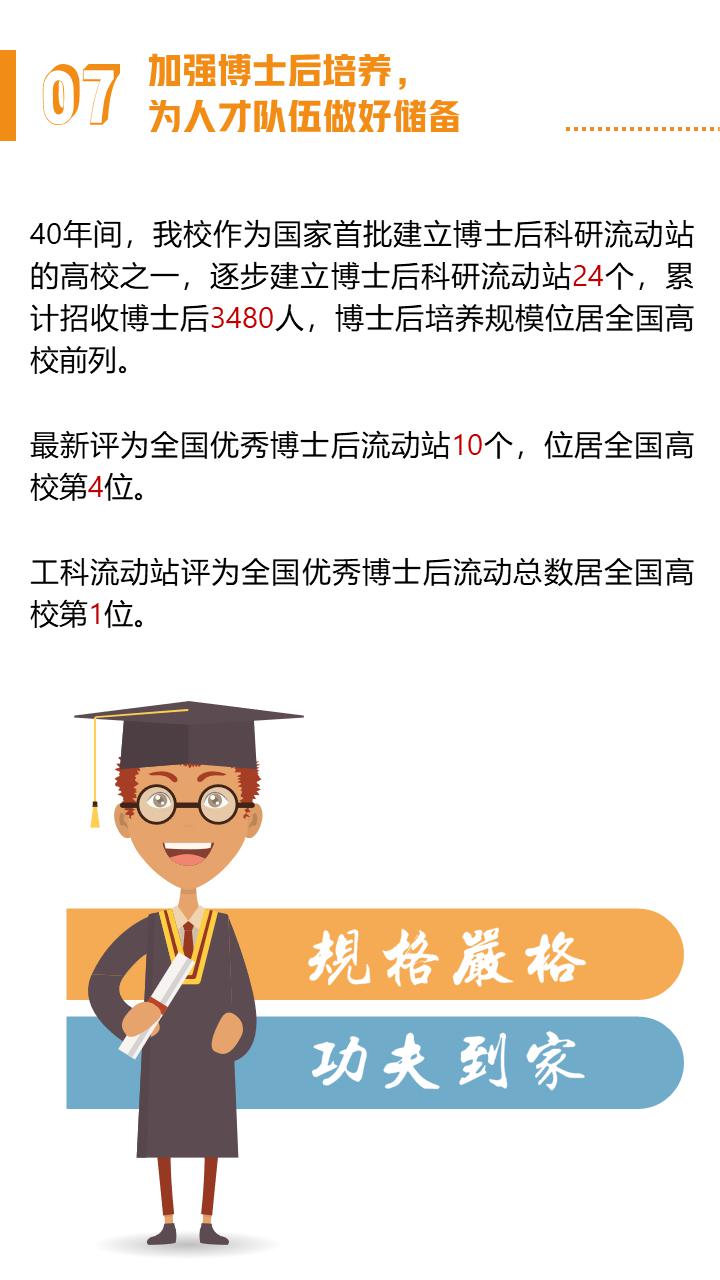 07
加强博士后培养，
为人才队伍做好储备
40年间，我校作为国家首批建立博士后科研流动站
的高校之一，逐步建立博士后科研流动站24个，累
计招收博士后3480人，博士后培养规模位居全国高
校前列。
最新评为全国优秀博士后流动站10个，位居全国高
校第4位。
工科流动站评为全国优秀博士后流动总数居全国高
校第1位。
規格嚴格
功夫到家